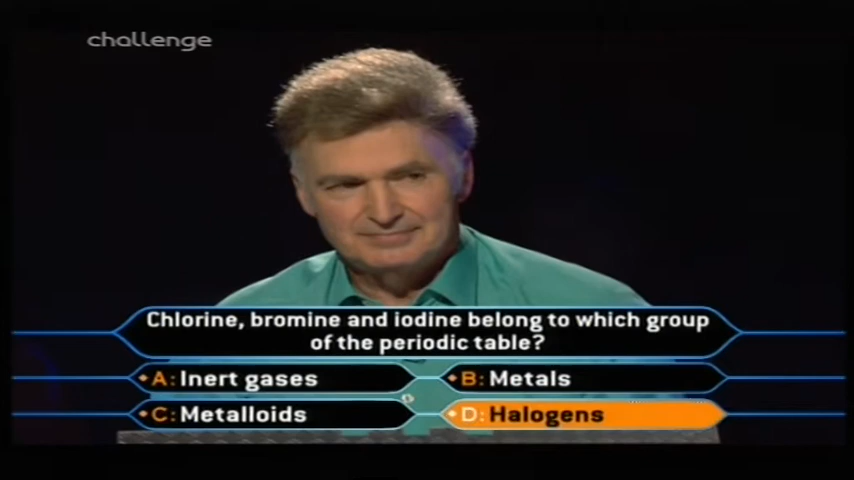 challenge
Chlorine, bromine and iodine belong to which group
of the periodic table?
A: Inert gases
B: Metals
C: Metalloids
D: Halogens